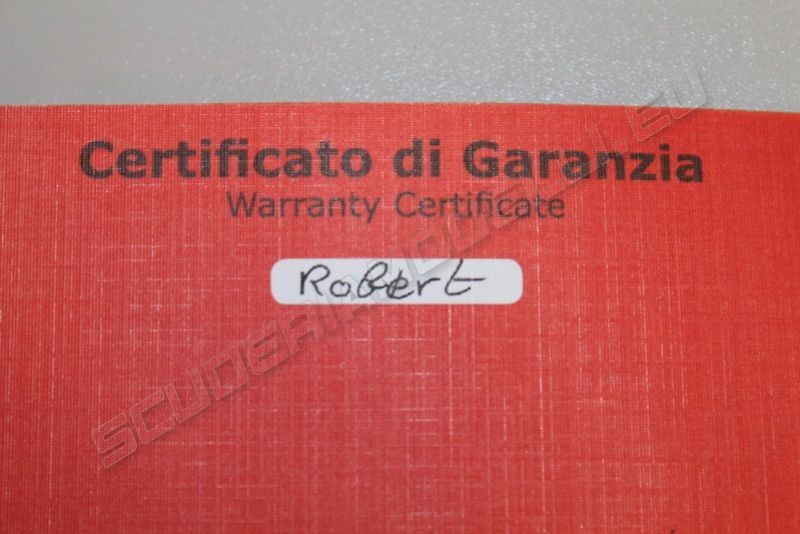 Certificato di Garanzia
Warranty Certificate
Robert